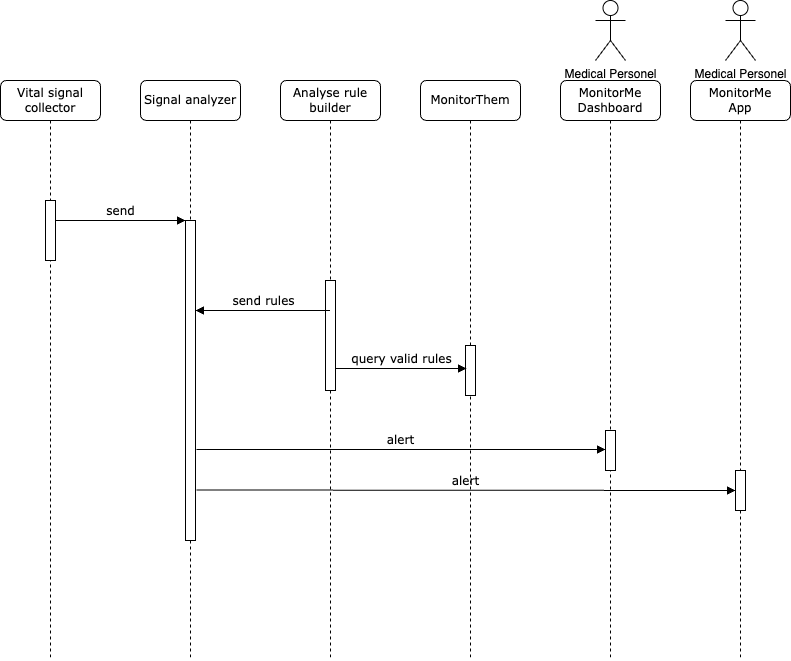 Medical Personel
Medical Personel
Vital signal
collector
Signal analyzer
Analyse rule
builder
MonitorThem
MonitorMe
Dashboard
MonitorMe
App
send
send rules
query valid rules
alert
alert